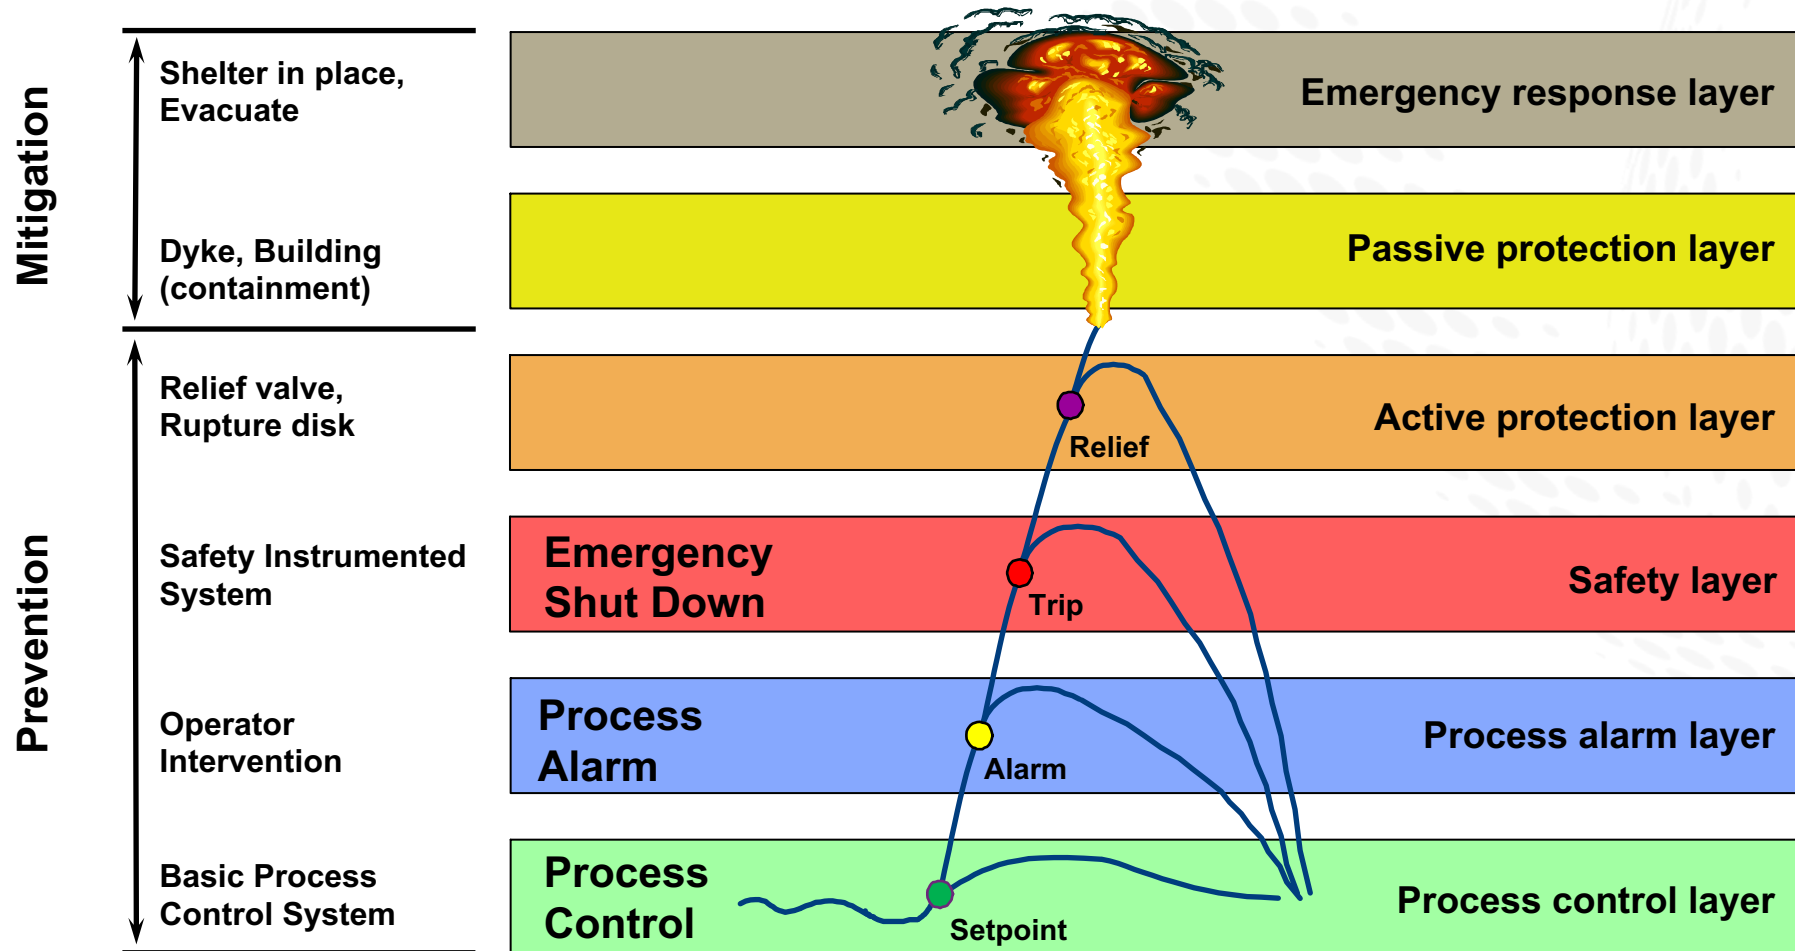 Mitigation
Shelter in place,
Evacuate
Emergency response layer
Dyke, Building
(containment)
Passive protection layer
Prevention
Relief valve,
Rupture disk
Relief
Active protection layer
Safety Instrumented
System
Emergency
Shut Down
Trip
Safety layer
Operator
Intervention
Process
Alarm
Alarm
Process alarm layer
Basic Process
Control System
Process
Control
Setpoint
Process control layer